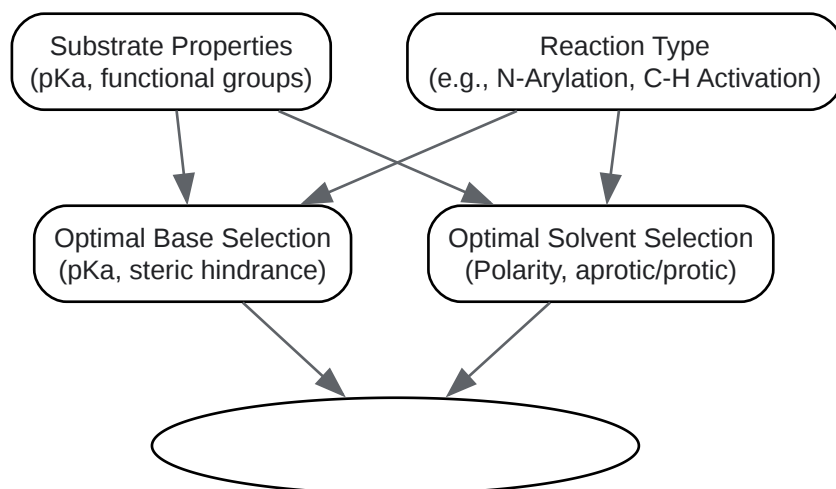 Substrate Properties
(pKa, functional groups)
Reaction Type
(e.g., N-Arylation, C-H Activation)
Optimal Base Selection
(pKa, steric hindrance)
Optimal Solvent Selection
(Polarity, aprotic/protic)